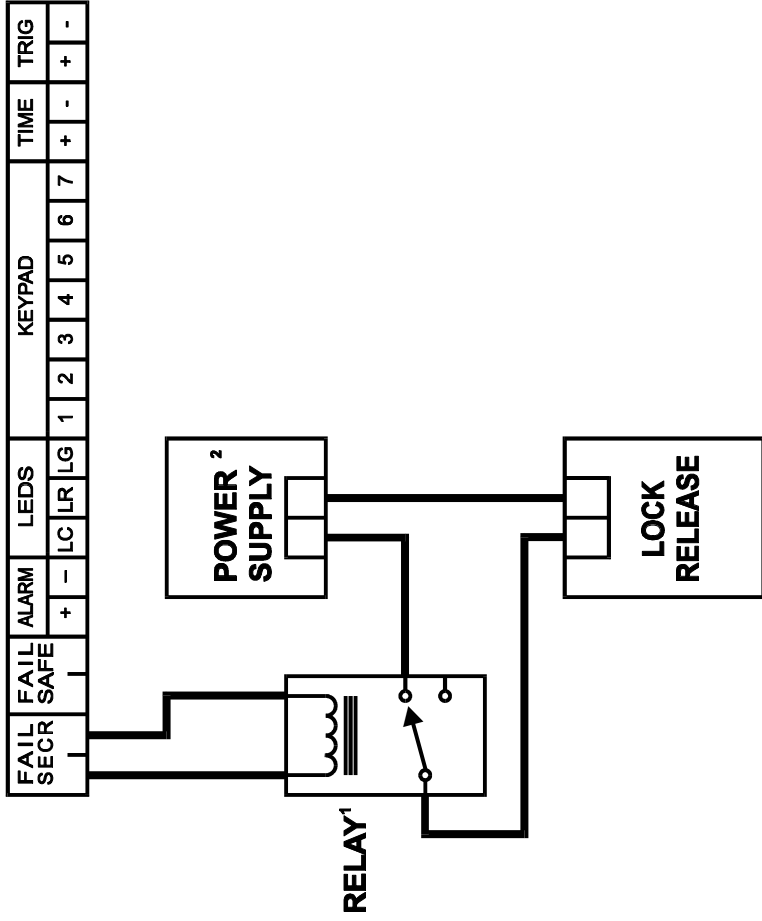 FAIL SECR FAIL SAFE ALARM LEDS KEYPAD TIME TRIG
+ – LC LR LG 1 2 3 4 5 6 7 + - + -
RELAY¹
POWER ²
SUPPLY
LOCK
RELEASE